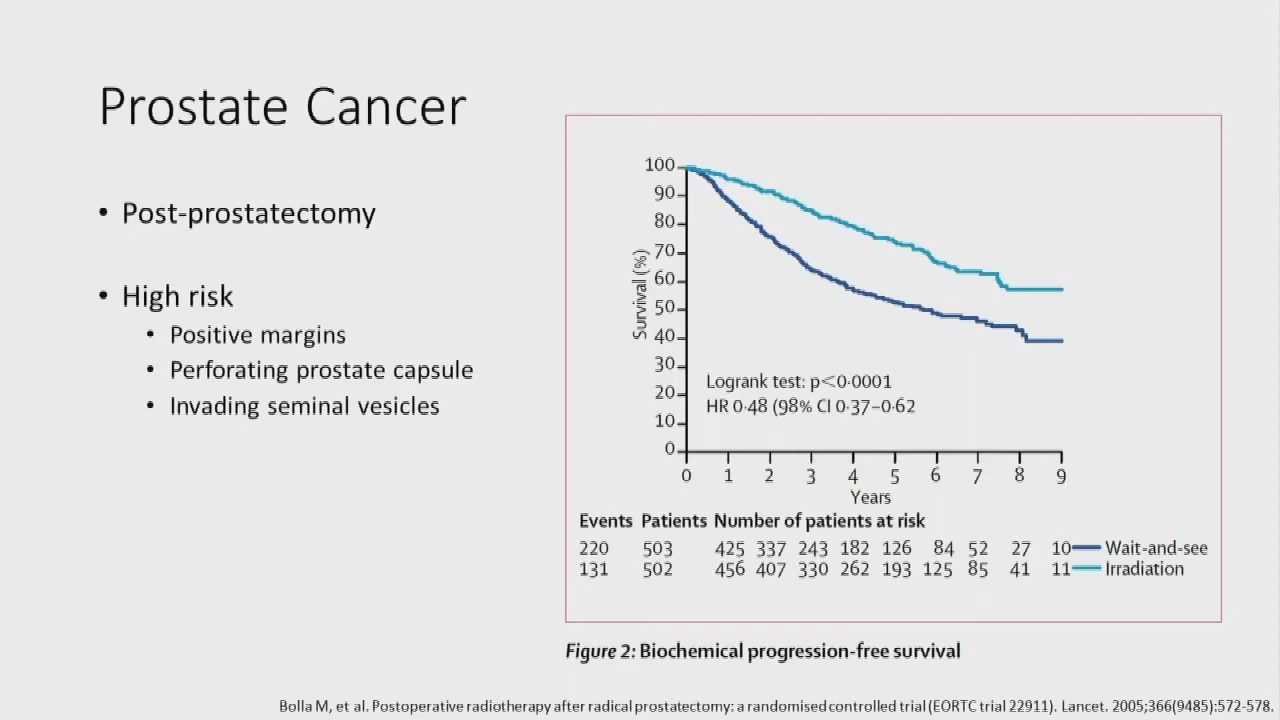 Prostate Cancer
• Post-prostatectomy
• High risk
• Positive margins
• Perforating prostate capsule
• Invading seminal vesicles
Survival (%)
100
90
80
70
60
50
40
30
20
10
0
Logrank test: p<0·0001
HR 0·48 (98% CI 0·37–0·62
0 1 2 3 4 5 6 7 8 9
Years
Events Patients Number of patients at risk
220 503 425 337 243 182 126 84 52 27 10 Wait-and-see
131 502 456 407 330 262 193 125 85 41 11 Irradiation
Figure 2: Biochemical progression-free survival
Bolla M, et al. Postoperative radiotherapy after radical prostatectomy: a randomised controlled trial (EORTC trial 22911). Lancet. 2005;366(9485):572-578.